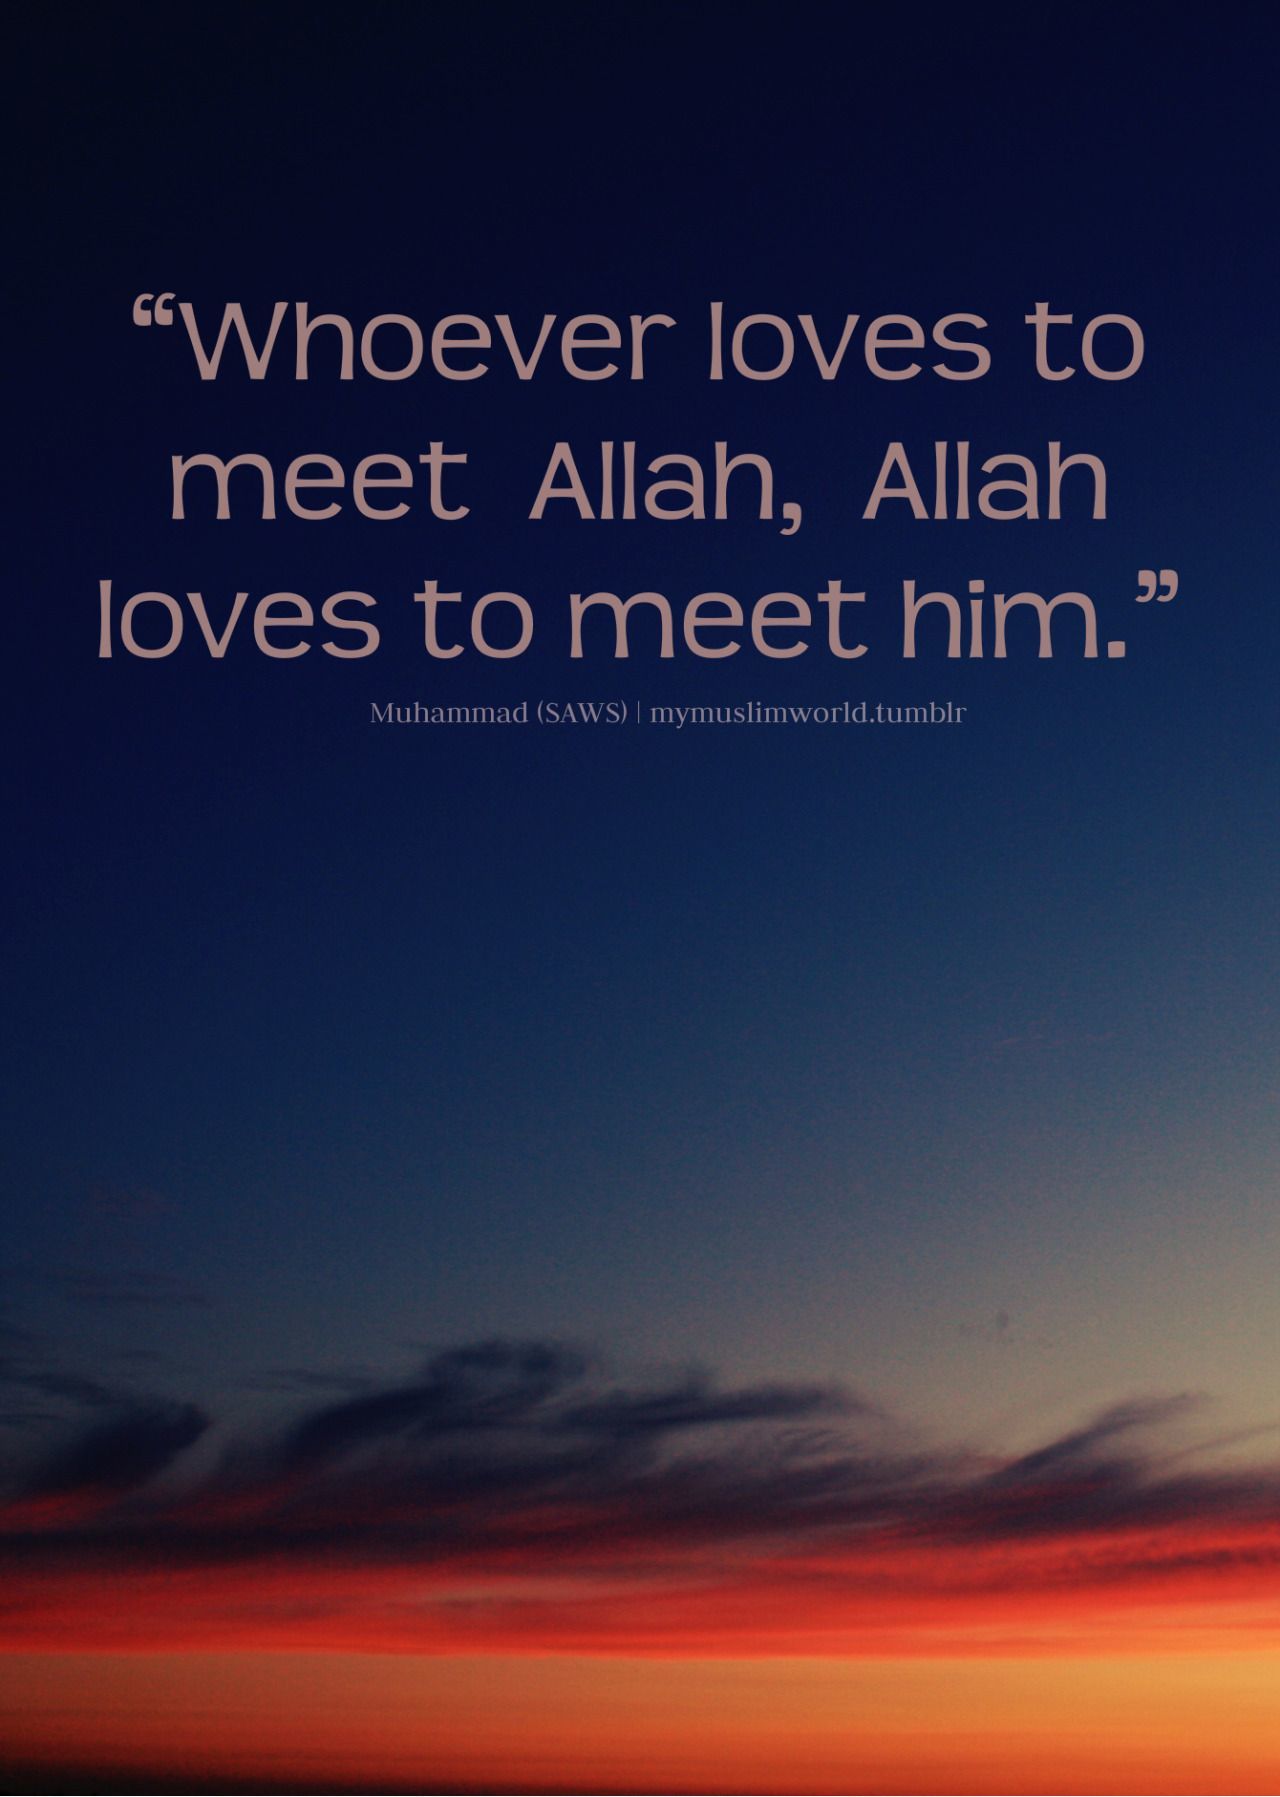 “Whoever loves to
meet Allah, Allah
loves to meet him.”
Muhammad (SAWS) | mymuslimworld.tumblr